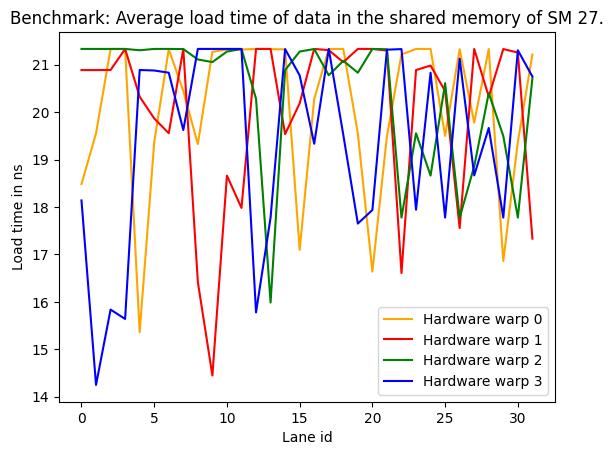 Benchmark: Average load time of data in the shared memory of SM 27.
Load time in ns
21
20
19
18
17
16
15
14
0
5
10
15
20
25
30
Lane id
Hardware warp 0
Hardware warp 1
Hardware warp 2
Hardware warp 3